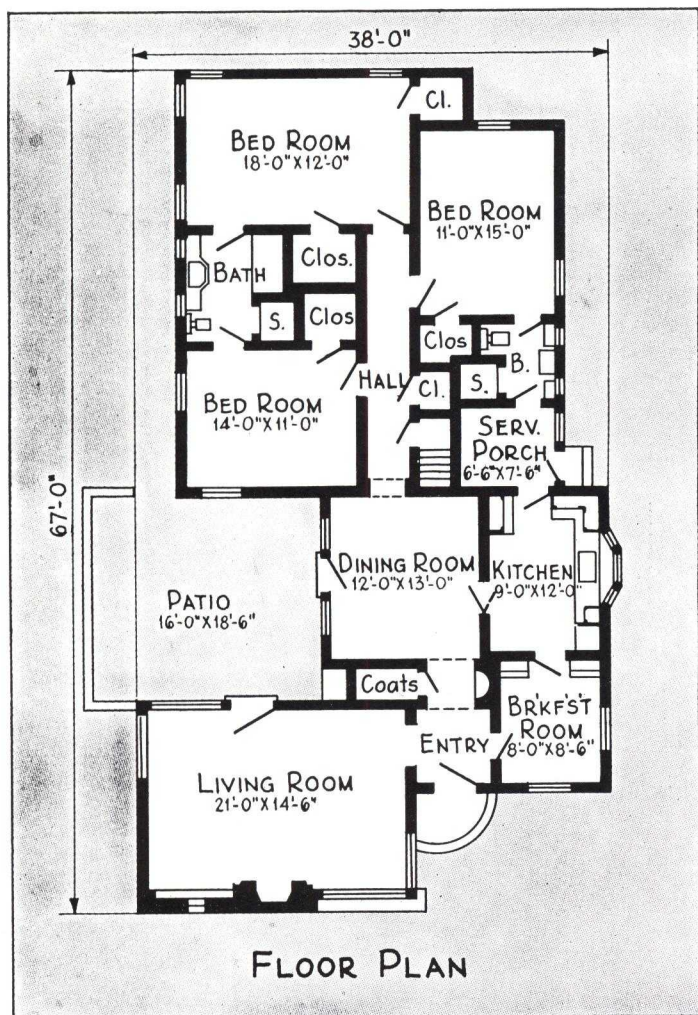 38'-0"
Cl.
BED ROOM
18'-0"X12'-0"
BED ROOM
11'-0"X15'-0"
BATH
Clos.
S.
Clos
Clos
B.
HALL
Cl.
S.
BED ROOM
14'-0"X11'-0"
SERV.
PORCH
6'-6"X7'-6"
67'-0"
DINING ROOM
12'-0"X13'-0"
KITCHEN
9'-0"X12'-0"
PATIO
16'-0"X18'-6"
Coats
BR'KF'S'T
ROOM
8'-0"X8'-6"
ENTRY
LIVING ROOM
21'-0"X14'-6"
FLOOR PLAN